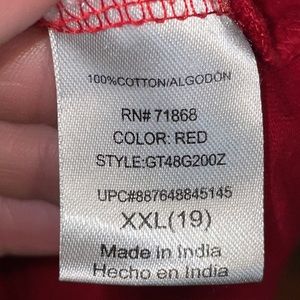 100%COTTON/ALGODON
RN# 71868
COLOR: RED
STYLE:GT48G200Z
UPC#887648845145
XXL(19)
Made in India
Hecho en India